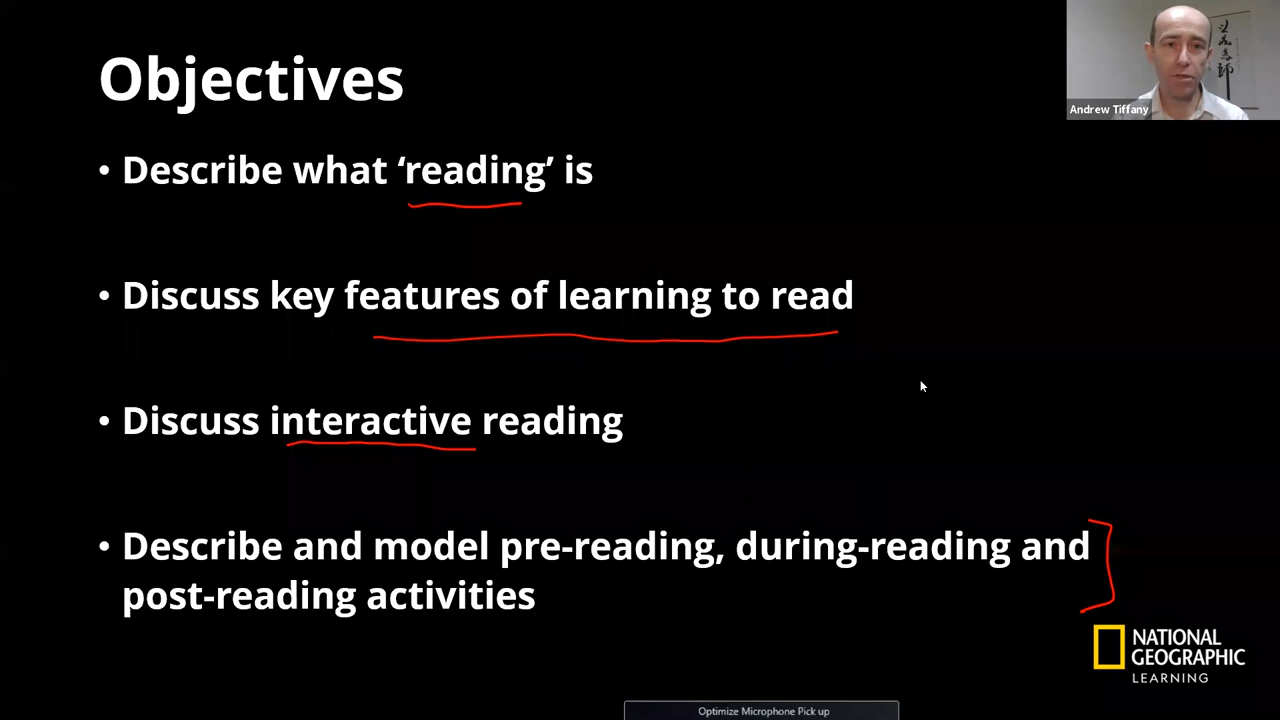 Objectives
Andrew Tiffany
• Describe what ‘reading’ is
• Discuss key features of learning to read
• Discuss interactive reading
• Describe and model pre-reading, during-reading and
post-reading activities
NATIONAL
GEOGRAPHIC
LEARNING
Optimize Microphone Pick up